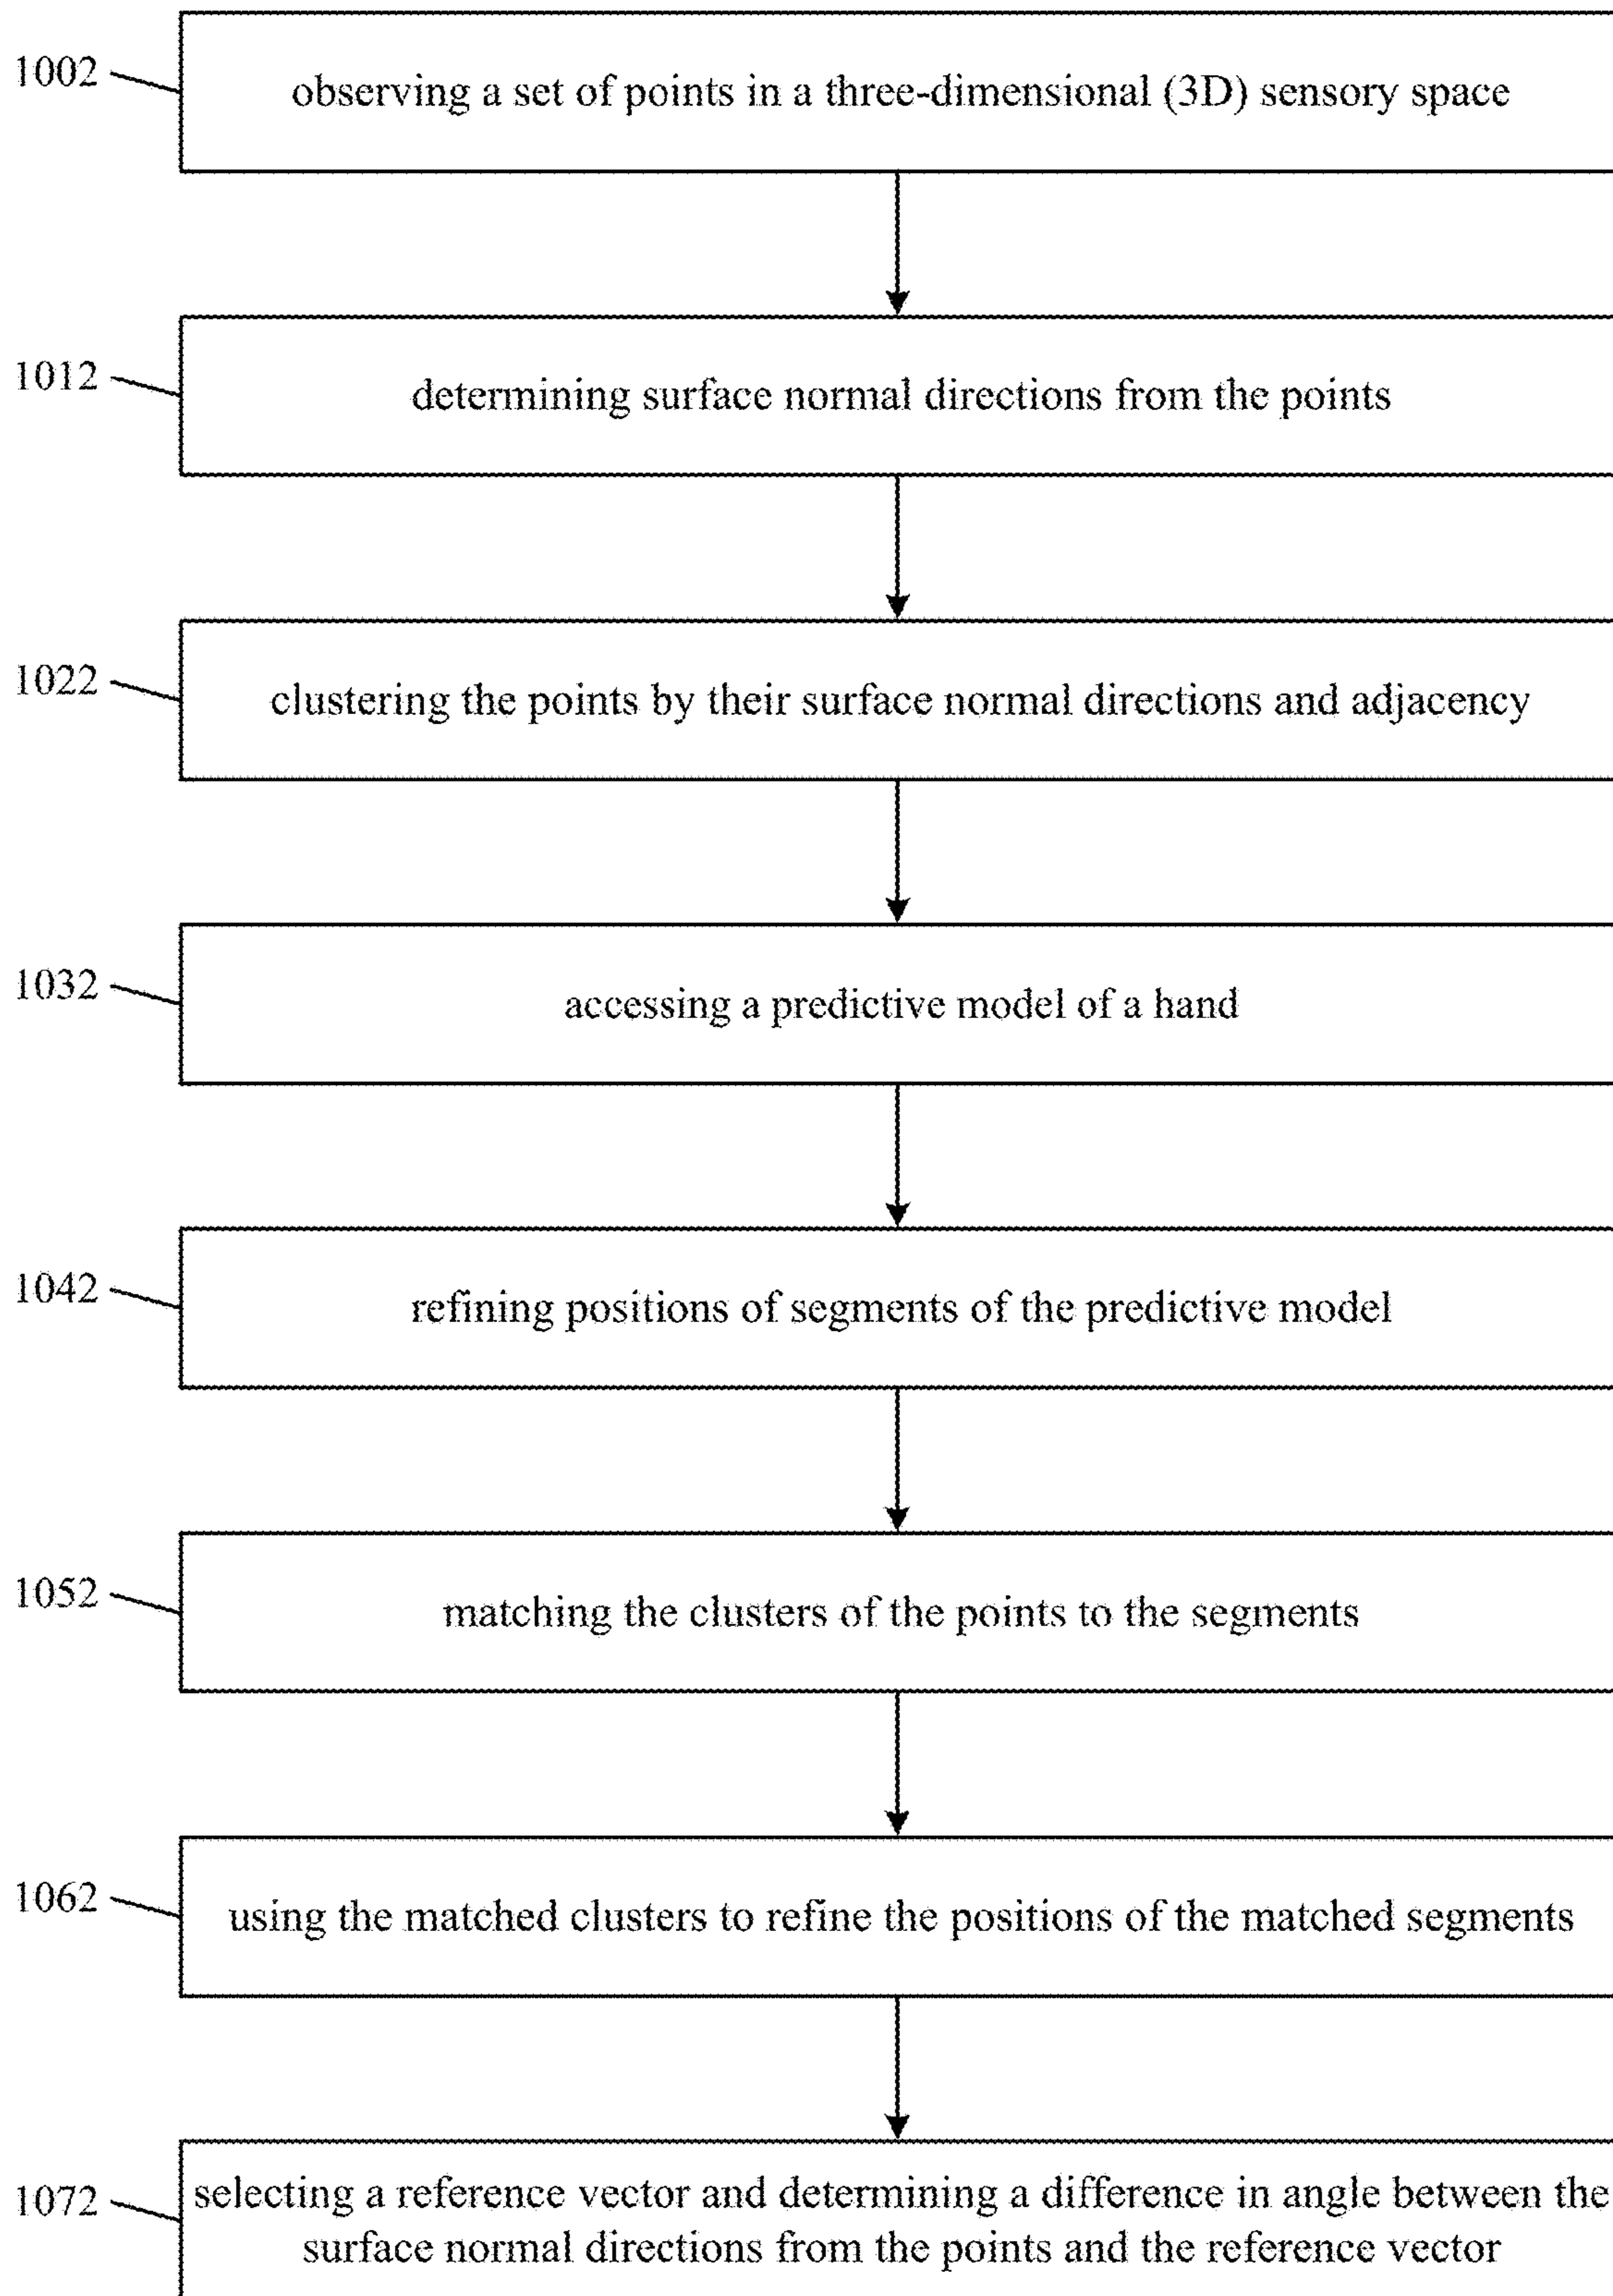 1002
observing a set of points in a three-dimensional (3D) sensory space
1012
determining surface normal directions from the points
1022
clustering the points by their surface normal directions and adjacency
1032
accessing a predictive model of a hand
1042
refining positions of segments of the predictive model
1052
matching the clusters of the points to the segments
1062
using the matched clusters to refine the positions of the matched segments
1072
selecting a reference vector and determining a difference in angle between the
surface normal directions from the points and the reference vector